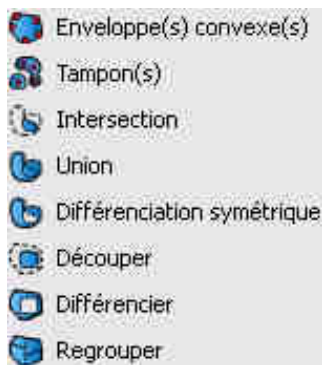 Enveloppe(s) convexe(s)
Tampon(s)
Intersection
Union
Différenciation symétrique
Découper
Différencier
Regrouper